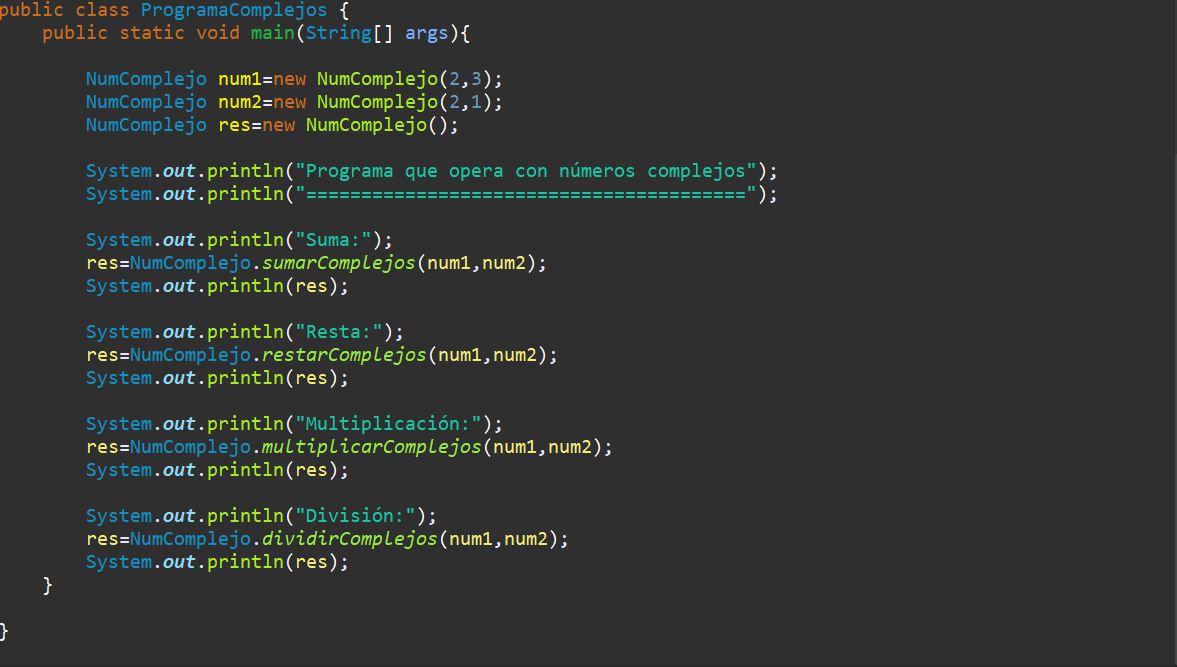 public class ProgramaComplejos {
    public static void main(String[] args){

        NumComplejo num1=new NumComplejo(2,3);
        NumComplejo num2=new NumComplejo(2,1);
        NumComplejo res=new NumComplejo();

        System.out.println("Programa que opera con números complejos");
        System.out.println("========================================");

        System.out.println("Suma:");
        res=NumComplejo.sumarComplejos(num1,num2);
        System.out.println(res);

        System.out.println("Resta:");
        res=NumComplejo.restarComplejos(num1,num2);
        System.out.println(res);

        System.out.println("Multiplicación:");
        res=NumComplejo.multiplicarComplejos(num1,num2);
        System.out.println(res);

        System.out.println("División:");
        res=NumComplejo.dividirComplejos(num1,num2);
        System.out.println(res);
    }

}